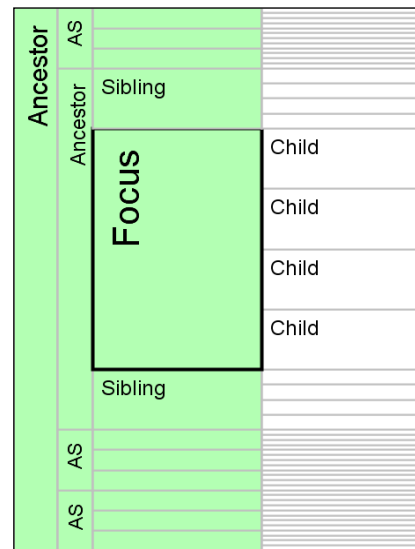 Ancestor
AS
Ancestor
Sibling
Focus
Child
Child
Child
Child
Sibling
AS
AS